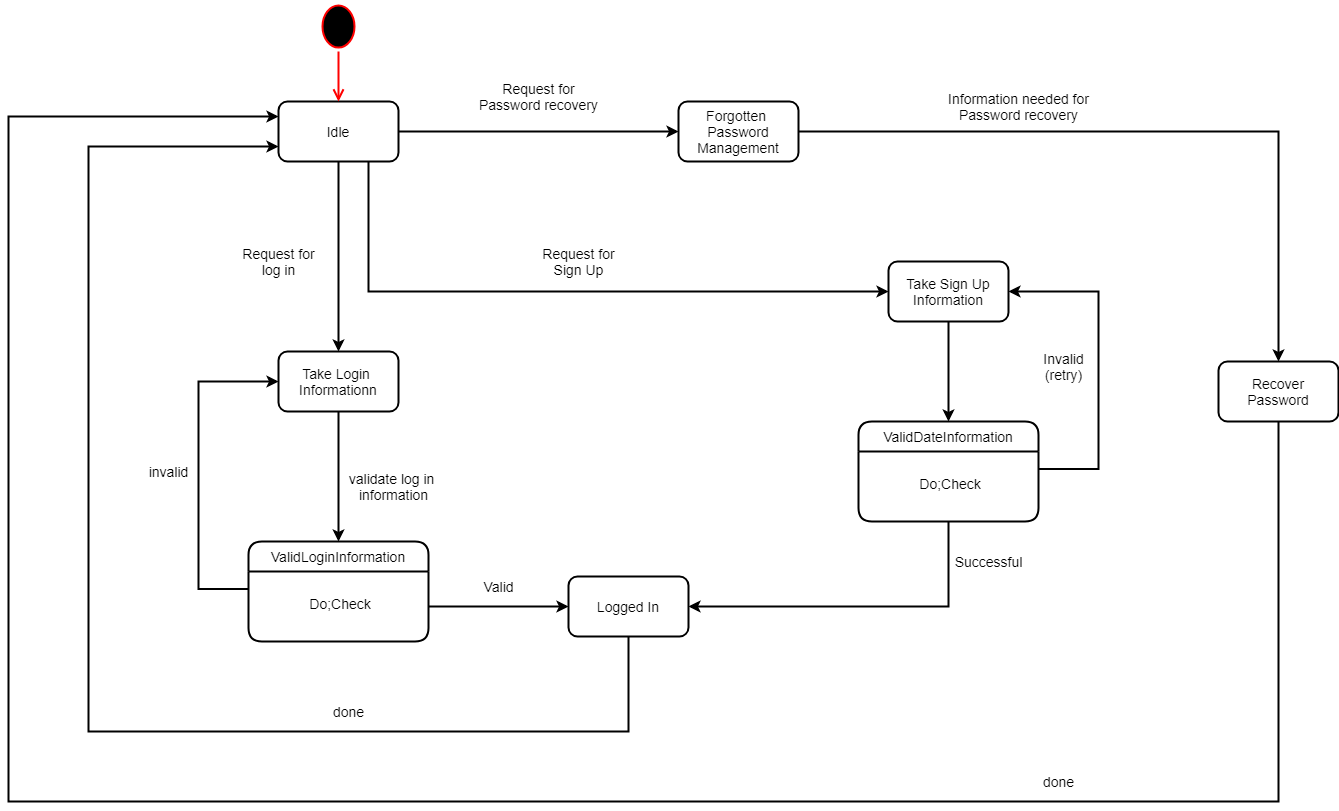 Request for
Password recovery
Information needed for
Password recovery
Idle
Forgotten
Password
Management
Request for
log in
Request for
Sign Up
Take Sign Up
Information
Invalid
(retry)
Take Login
Informationn
Recover
Password
ValidDateInformation
Do;Check
invalid
validate log in
information
ValidLoginInformation
Do;Check
Valid
Logged In
Successful
done
done